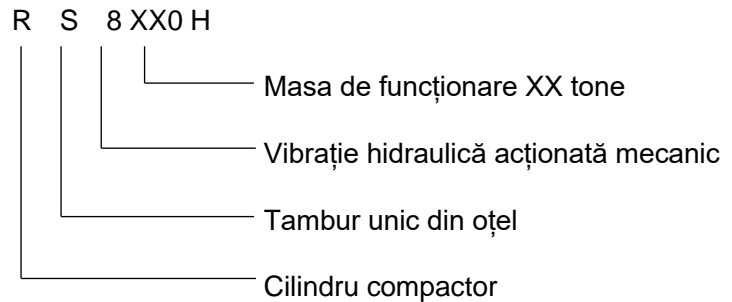 R S 8 XX0 H
Masa de funcționare XX tone
Vibrație hidraulică acționată mecanic
Tambur unic din oțel
Cilindru compactor